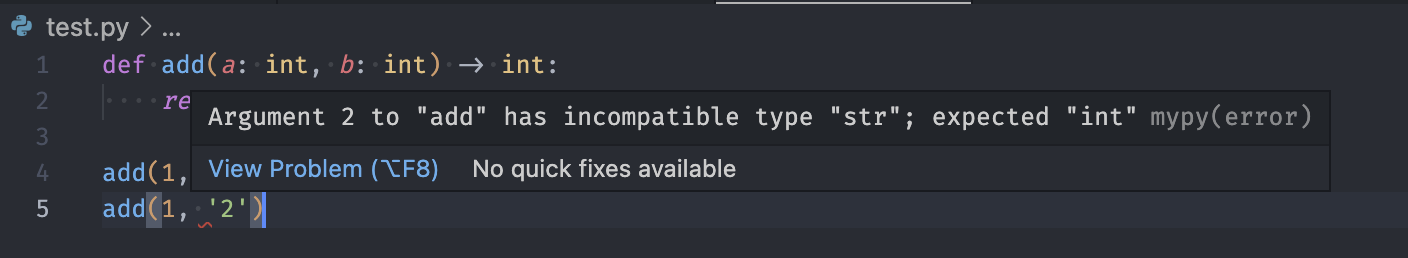 test.py > ...
1 def add(a: int, b: int) -> int:
2 re
Argument 2 to "add" has incompatible type "str"; expected "int" mypy(error)
3
View Problem (⌥F8) No quick fixes available
4 add(1,
5 add(1, '2')